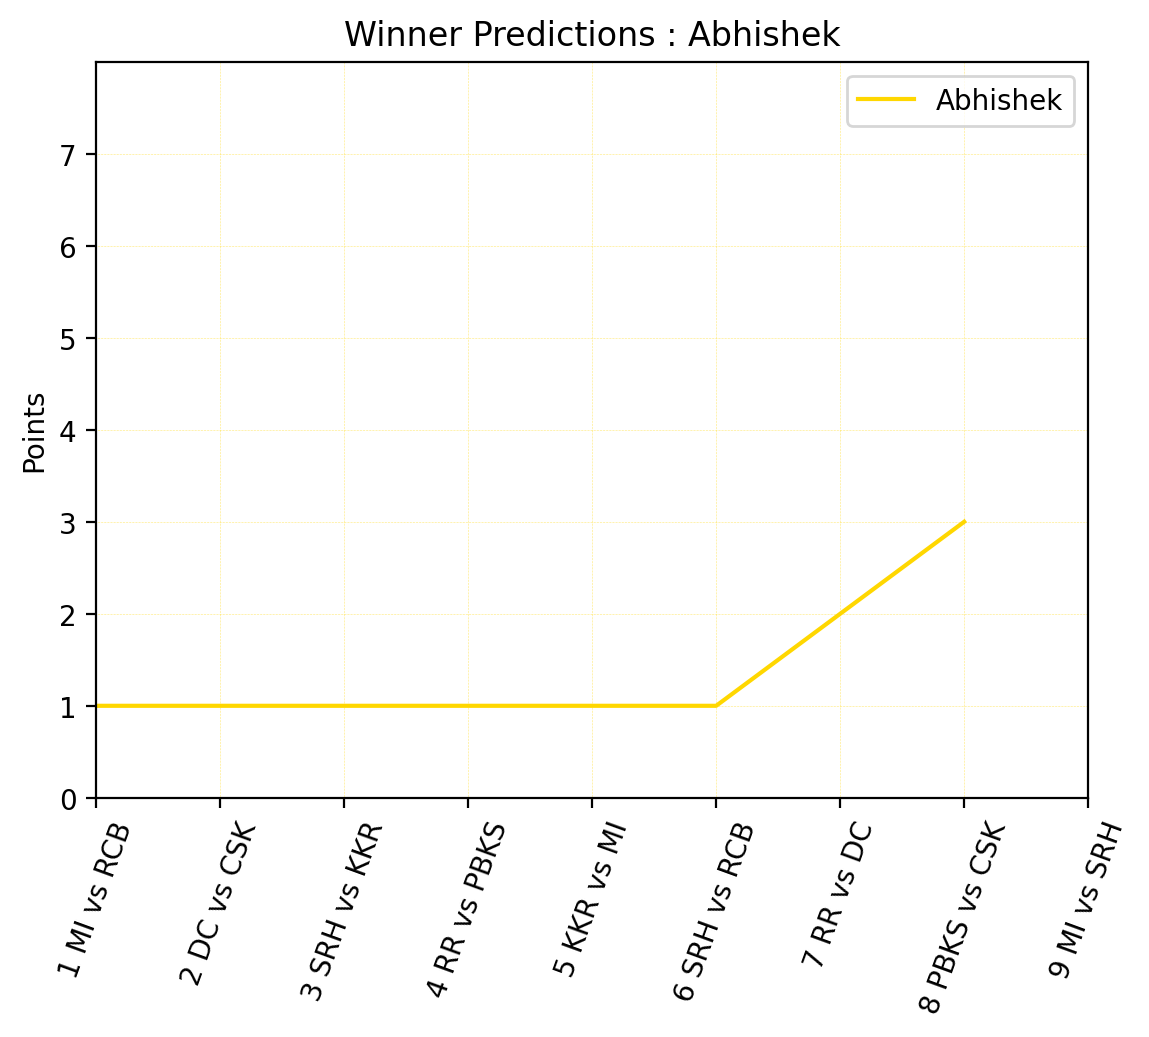 Winner Predictions : Abhishek
Abhishek
Points
7
6
5
4
3
2
1
0
1 MI vs RCB
2 DC vs CSK
3 SRH vs KKR
4 RR vs PBKS
5 KKR vs MI
6 SRH vs RCB
7 RR vs DC
8 PBKS vs CSK
9 MI vs SRH